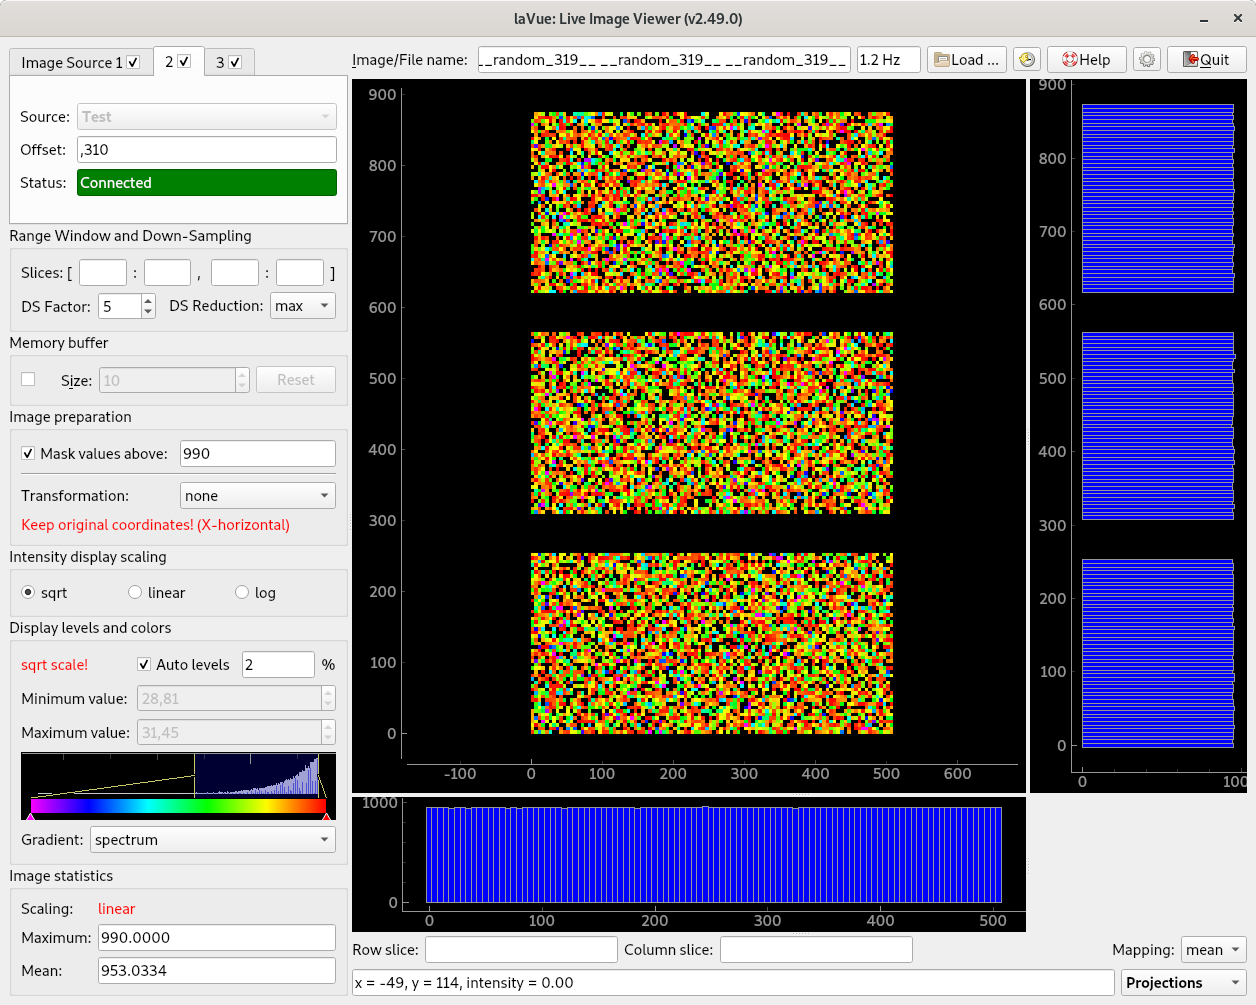 laVue: Live Image Viewer (v2.49.0)
Image Source 1 2 3
Image/File name: __random_319__ __random_319__ __random_319__ 1.2 Hz Load ... Help Quit
Source: Test
Offset: ,310
Status: Connected
Range Window and Down-Sampling
Slices: [ : , : ]
DS Factor: 5 DS Reduction: max
Memory buffer
Size: 10 Reset
Image preparation
Mask values above: 990
Transformation: none
Keep original coordinates! (X-horizontal)
Intensity display scaling
sqrt linear log
Display levels and colors
sqrt scale! Auto levels 2 %
Minimum value: 28,81
Maximum value: 31,45
Gradient: spectrum
Image statistics
Scaling: linear
Maximum: 990.0000
Mean: 953.0334
900
800
700
600
500
400
300
200
100
0
-100 0 100 200 300 400 500 600
900
800
700
600
500
400
300
200
100
0
0 100
1000
0
0 100 200 300 400 500
Row slice: Column slice: Mapping: mean
x = -49, y = 114, intensity = 0.00 Projections